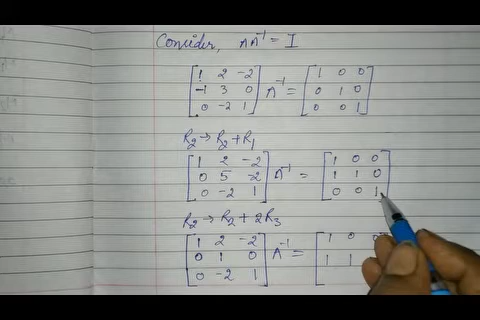 Consider, AA⁻¹ = I
[1 2 -2] [1 0 0]
[-1 3 0] A⁻¹ = [0 1 0]
[0 -2 1] [0 0 1]
R₂ → R₂ + R₁
[1 2 -2] [1 0 0]
[0 5 -2] A⁻¹ = [1 1 0]
[0 -2 1] [0 0 1]
R₂ → R₂ + 2R₃
[1 2 -2] [1 0 0
[0 1 0] A⁻¹ = [1 1
[0 -2 1] [